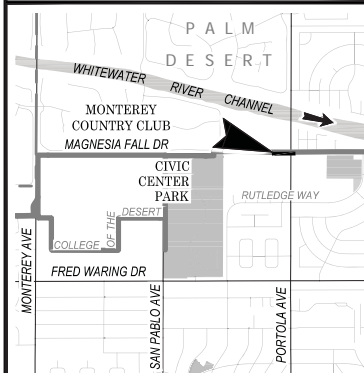 PALM
DESERT
WHITEWATER RIVER CHANNEL
MONTEREY
COUNTRY CLUB
MAGNESIA FALL DR
CIVIC
CENTER
PARK
RUTLEDGE WAY
COLLEGE OF THE DESERT
FRED WARING DR
MONTEREY AVE
SAN PABLO AVE
PORTOLA AVE